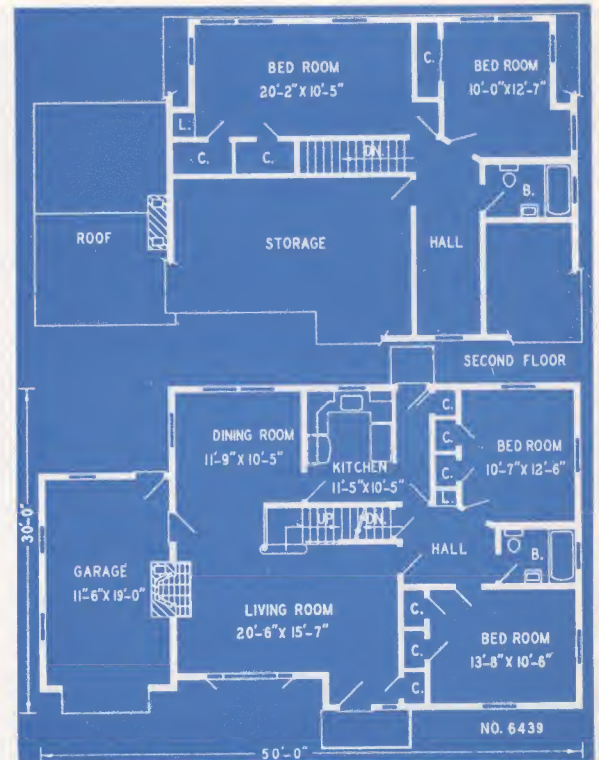 BED ROOM
20'-2" X 10'-5"
C.
BED ROOM
10'-0" X 12'-7"
L.
C.
C.
DN.
B.
ROOF
STORAGE
HALL
SECOND FLOOR
DINING ROOM
11'-9" X 10'-5"
KITCHEN
11'-5" X 10'-5"
C.
C.
C.
L.
BED ROOM
10'-7" X 12'-6"
30'-0"
UP
DN.
HALL
B.
GARAGE
11'-6" X 19'-0"
LIVING ROOM
20'-6" X 15'-7"
C.
C.
C.
BED ROOM
13'-8" X 10'-6"
NO. 6439
50'-0"